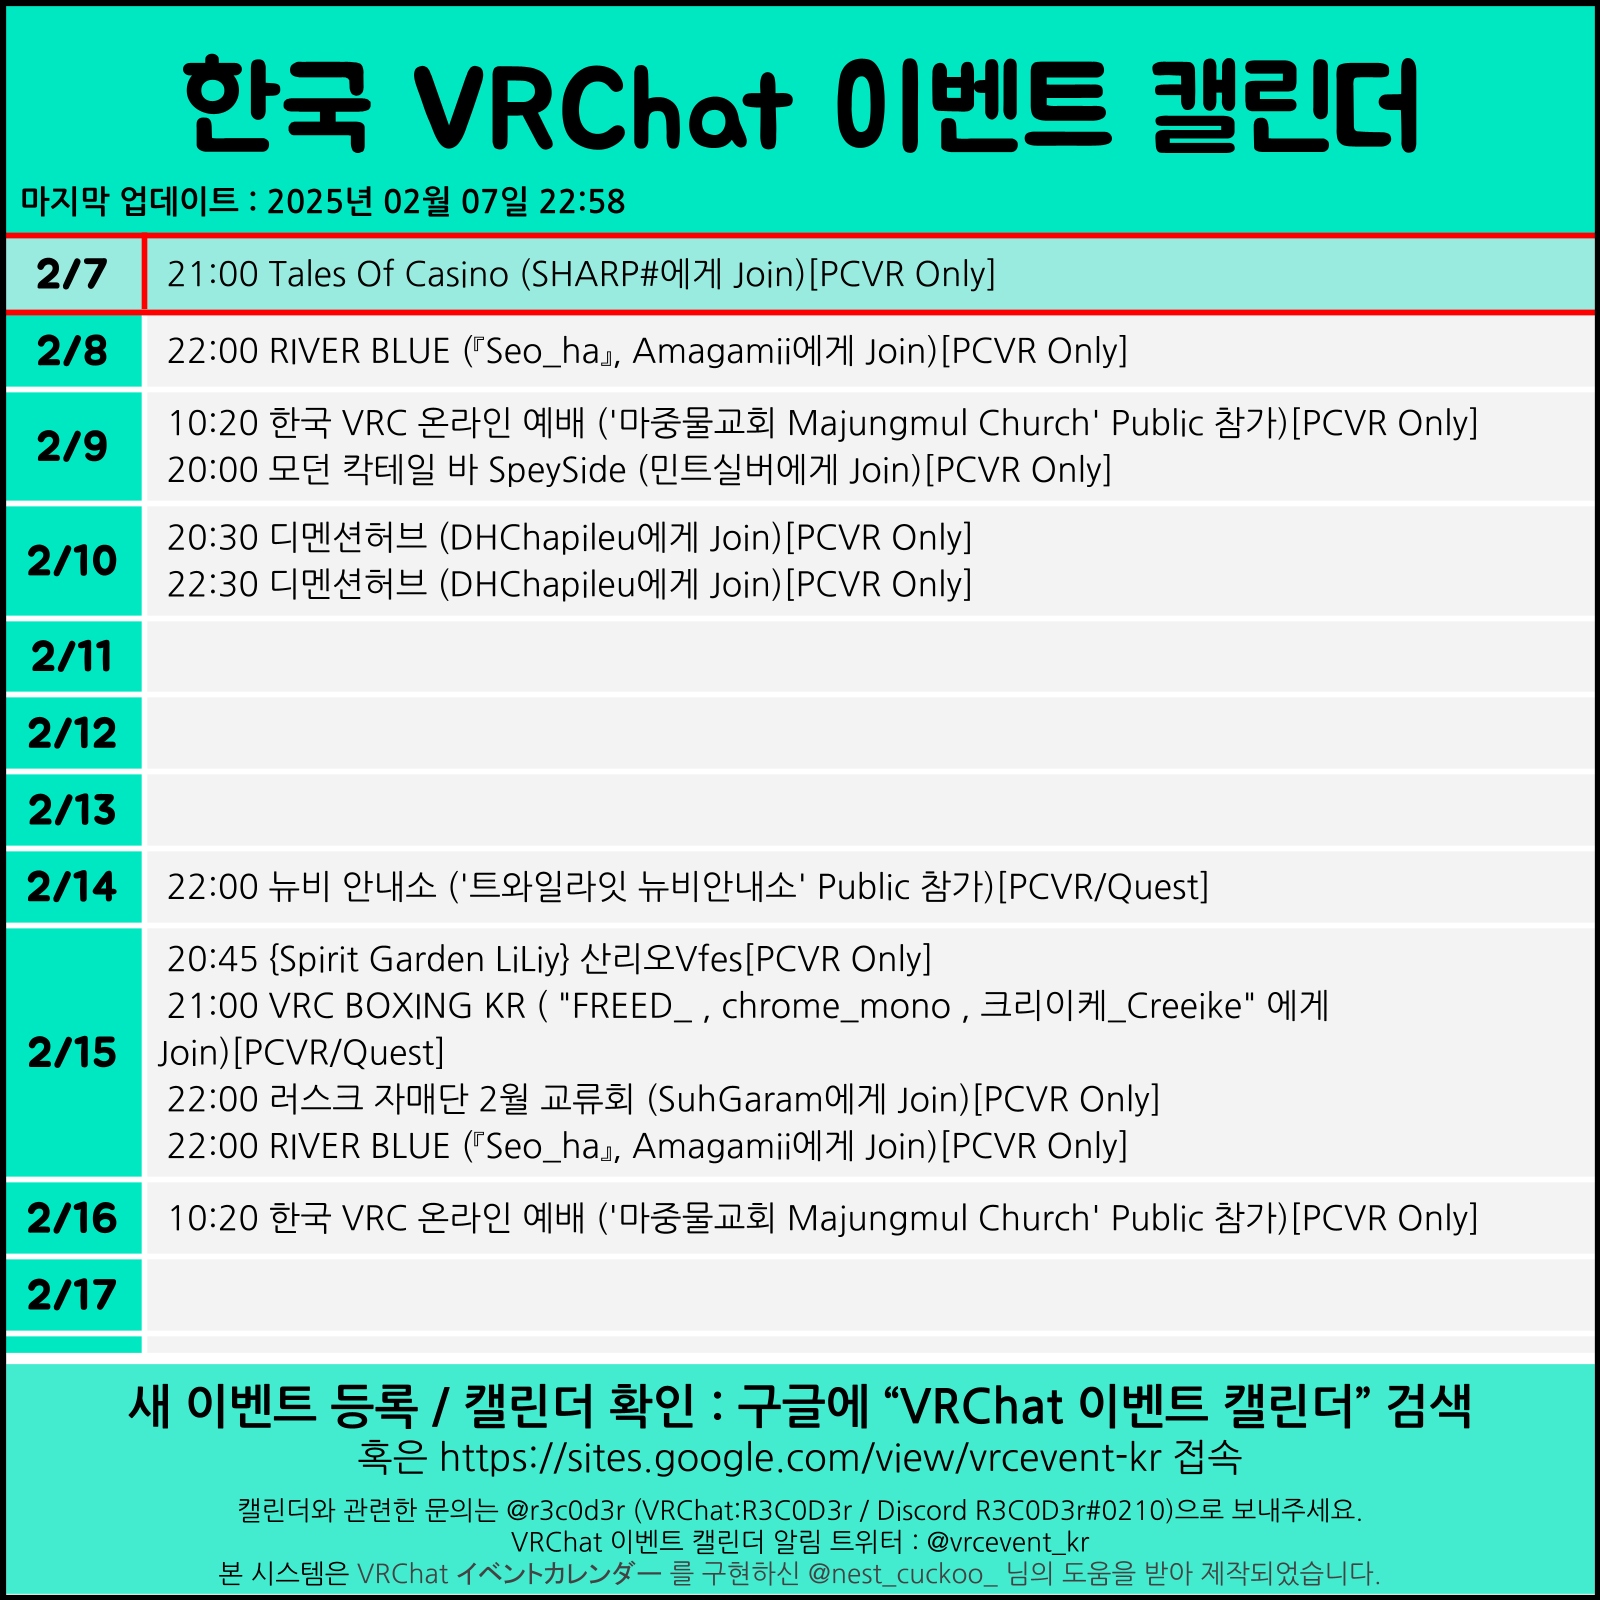 한국 VRChat 이벤트 캘린더
마지막 업데이트 : 2025년 02월 07일 22:58
2/7
21:00 Tales Of Casino (SHARP#에게 Join)[PCVR Only]
2/8
22:00 RIVER BLUE (『Seo_ha』, Amagamii에게 Join)[PCVR Only]
2/9
10:20 한국 VRC 온라인 예배 ('마중물교회 Majungmul Church' Public 참가)[PCVR Only]
20:00 모던 칵테일 바 SpeySide (민트실버에게 Join)[PCVR Only]
2/10
20:30 디멘션허브 (DHChapileu에게 Join)[PCVR Only]
22:30 디멘션허브 (DHChapileu에게 Join)[PCVR Only]
2/11
2/12
2/13
2/14
22:00 뉴비 안내소 ('트와일라잇 뉴비안내소' Public 참가)[PCVR/Quest]
2/15
20:45 {Spirit Garden LiLiy} 산리오Vfes[PCVR Only]
21:00 VRC BOXING KR ( "FREED_ , chrome_mono , 크리이케_Creeike" 에게
Join)[PCVR/Quest]
22:00 러스크 자매단 2월 교류회 (SuhGaram에게 Join)[PCVR Only]
22:00 RIVER BLUE (『Seo_ha』, Amagamii에게 Join)[PCVR Only]
2/16
10:20 한국 VRC 온라인 예배 ('마중물교회 Majungmul Church' Public 참가)[PCVR Only]
2/17
새 이벤트 등록 / 캘린더 확인 : 구글에 “VRChat 이벤트 캘린더” 검색
혹은 https://sites.google.com/view/vrcevent-kr 접속
캘린더와 관련한 문의는 @r3c0d3r (VRChat:R3C0D3r / Discord R3C0D3r#0210)으로 보내주세요.
VRChat 이벤트 캘린더 알림 트위터 : @vrcevent_kr
본 시스템은 VRChat イベントカレンダー 를 구현하신 @nest_cuckoo_ 님의 도움을 받아 제작되었습니다.